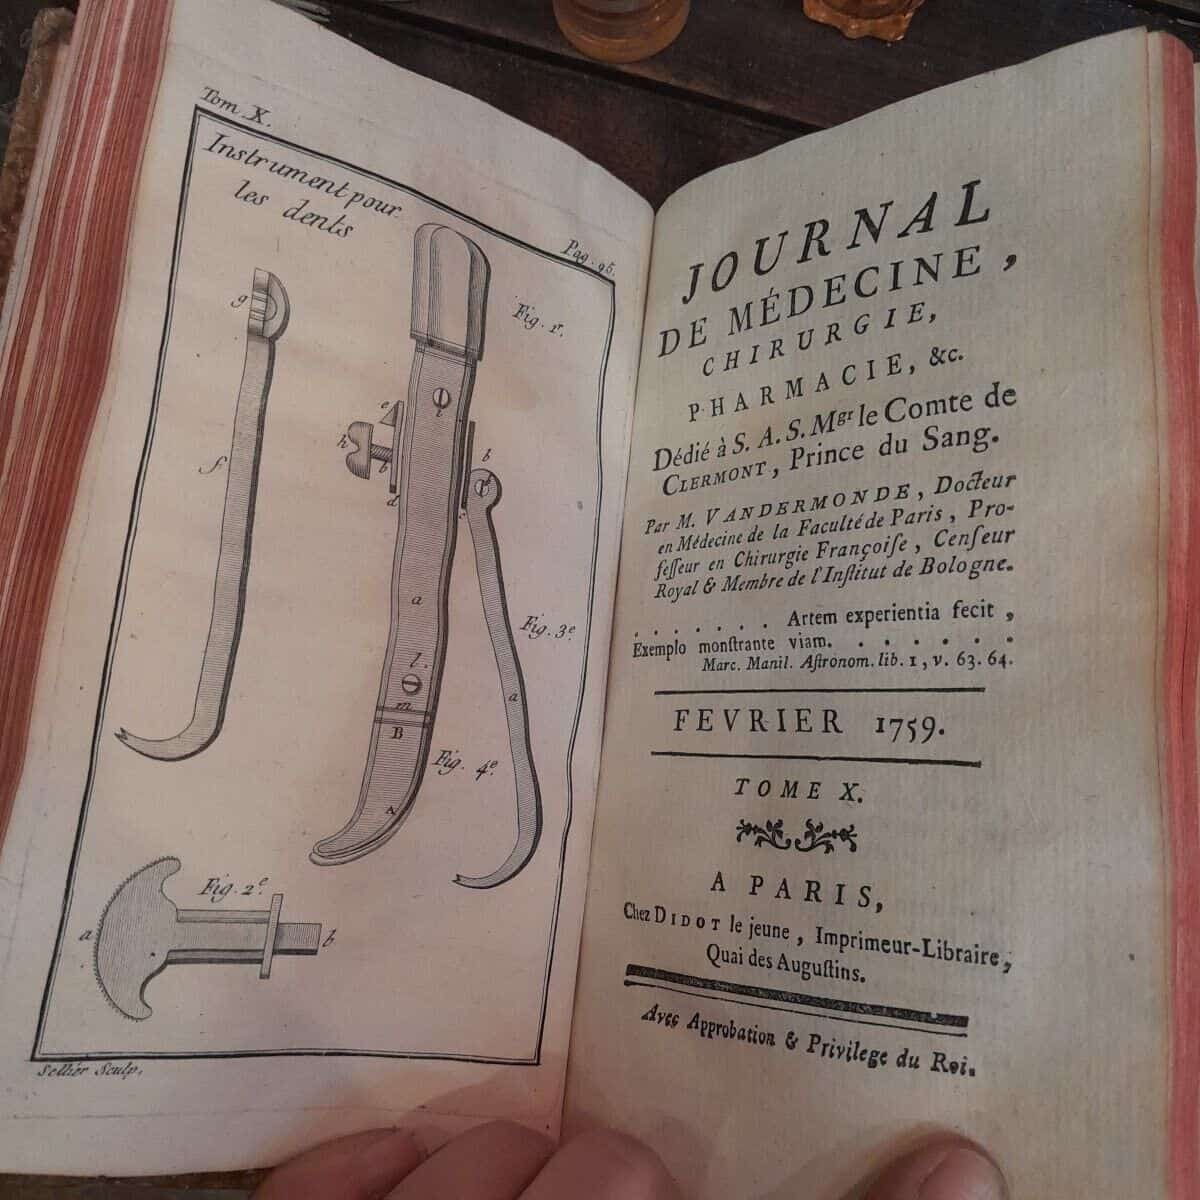 Tom X.
Instrument pour
les dents
Pag. 95.
Fig. 1ʳ.
g
f
e
h
b
d
i
b
c
a
l.
m
B
A
Fig. 3ᵉ.
a
Fig. 4ᵉ.
Fig. 2ᵉ.
a
b
Sellier Sculp.
JOURNAL
DE MÉDECINE,
CHIRURGIE,
PHARMACIE, &c.
Dédié à S. A. S. Mgr le Comte de
CLERMONT, Prince du Sang.
Par M. VANDERMONDE, Docteur
en Médecine de la Faculté de Paris, Pro-
feſſeur en Chirurgie Françoiſe, Cenſeur
Royal & Membre de l'Inſtitut de Bologne.
. . . . . . . Artem experientia fecit,
Exemplo monſtrante viam. . . . . . .
Marc. Manil. Aſtronom. lib. 1, v. 63. 64.
FEVRIER 1759.
TOME X.
A PARIS,
Chez DIDOT le jeune, Imprimeur-Libraire,
Quai des Auguſtins.
Avec Approbation & Privilege du Roi.